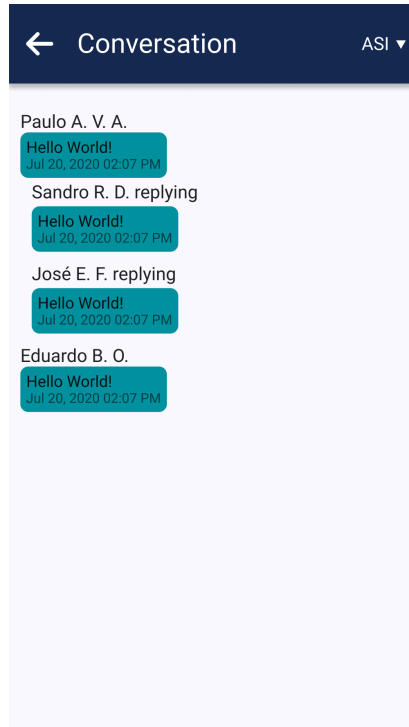 Conversation
ASI
Paulo A. V. A.
Hello World!
Jul 20, 2020 02:07 PM
Sandro R. D. replying
Hello World!
Jul 20, 2020 02:07 PM
José E. F. replying
Hello World!
Jul 20, 2020 02:07 PM
Eduardo B. O.
Hello World!
Jul 20, 2020 02:07 PM